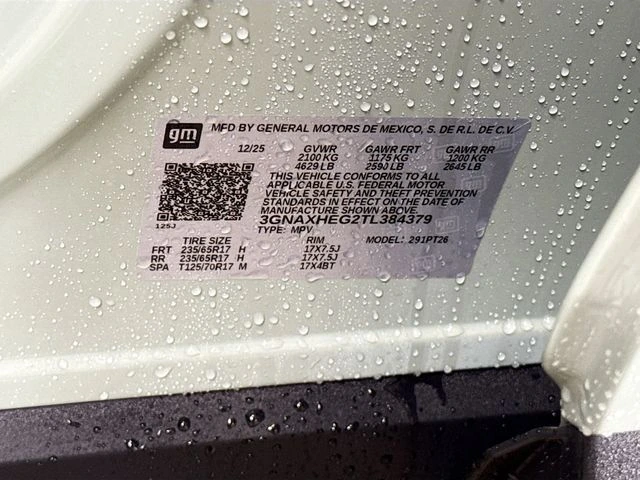 gm MFD BY GENERAL MOTORS DE MEXICO, S. DE R.L. DE C.V.
12/25 GVWR GAWR FRT GAWR RR
2100 KG 1175 KG 1200 KG
4629 LB 2590 LB 2645 LB
THIS VEHICLE CONFORMS TO ALL
APPLICABLE U.S. FEDERAL MOTOR
VEHICLE SAFETY AND THEFT PREVENTION
STANDARDS IN EFFECT ON THE DATE OF
MANUFACTURE SHOWN ABOVE.
3GNAXHEG2TL384379
125J TYPE: MPV
TIRE SIZE RIM MODEL: 291PT26
FRT 235/65R17 H 17X7.5J
RR 235/65R17 H 17X7.5J
SPA T125/70R17 M 17X4BT